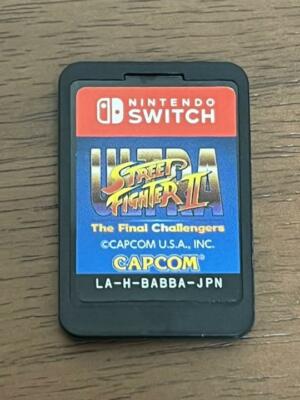 NINTENDO
SWITCH
ULTRA
STREET
FIGHTER II
The Final Challengers
©CAPCOM U.S.A., INC.
CAPCOM
LA-H-BABBA-JPN